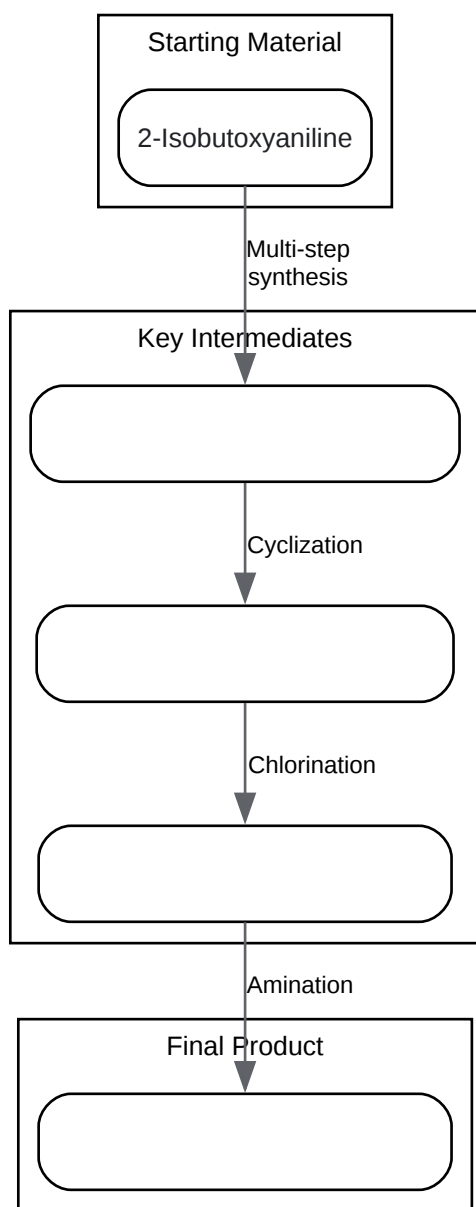 Starting Material
2-Isobutoxyaniline
Multi-step
synthesis
Key Intermediates
Cyclization
Chlorination
Amination
Final Product